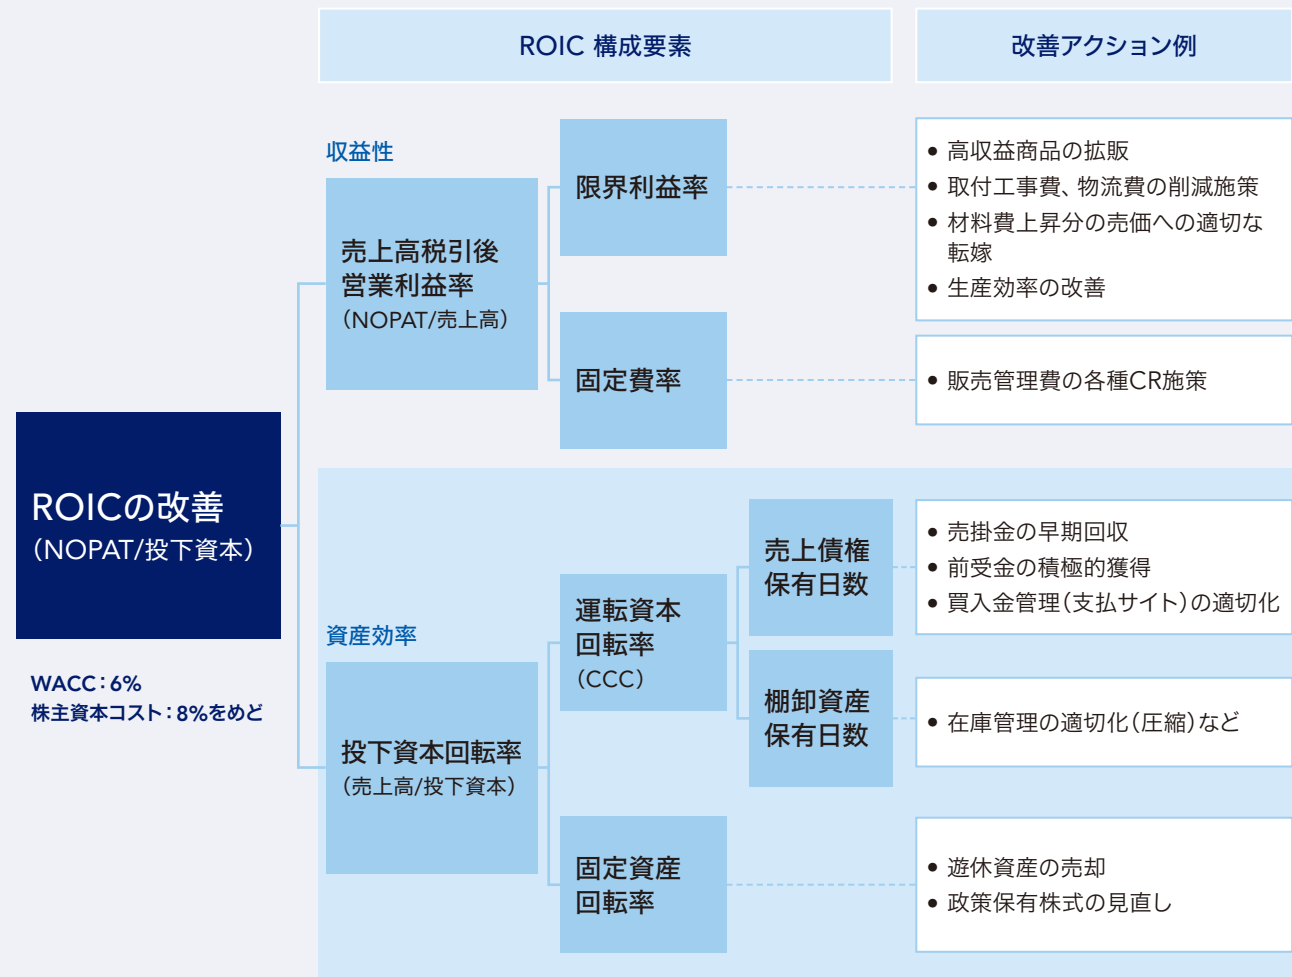 ROIC 構成要素
改善アクション例
収益性
売上高税引後
営業利益率
（NOPAT/売上高）
限界利益率
• 高収益商品の拡販
• 取付工事費、物流費の削減施策
• 材料費上昇分の売価への適切な
転嫁
• 生産効率の改善
固定費率
• 販売管理費の各種CR施策
ROICの改善
（NOPAT/投下資本）
WACC：6%
株主資本コスト：8%をめど
資産効率
投下資本回転率
（売上高/投下資本）
運転資本
回転率
（CCC）
売上債権
保有日数
• 売掛金の早期回収
• 前受金の積極的獲得
• 買入金管理（支払サイト）の適切化
棚卸資産
保有日数
• 在庫管理の適切化（圧縮）など
固定資産
回転率
• 遊休資産の売却
• 政策保有株式の見直し